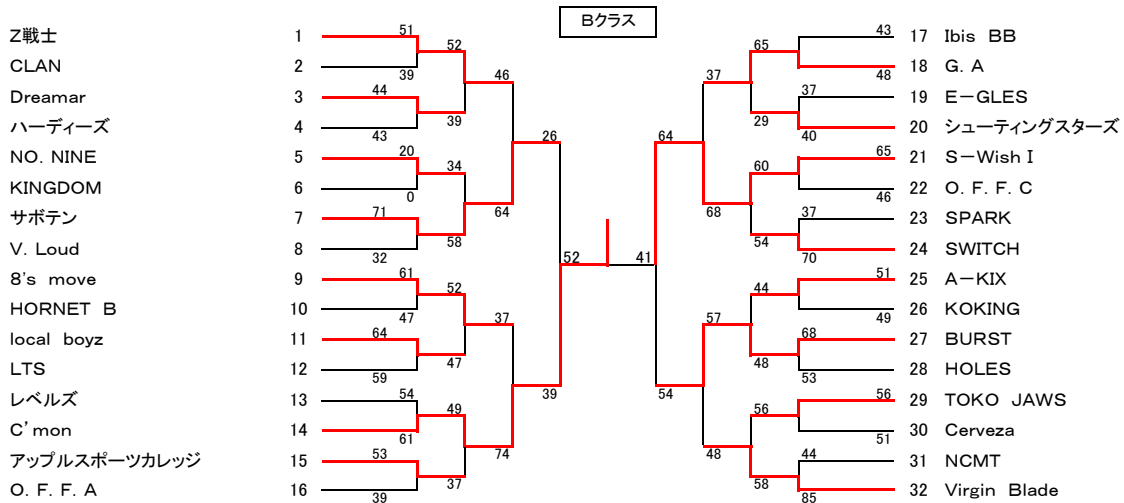 Bクラス
Z戦士 1
CLAN 2
Dreamar 3
ハーディーズ 4
NO. NINE 5
KINGDOM 6
サボテン 7
V. Loud 8
8's move 9
HORNET B 10
local boyz 11
LTS 12
レベルズ 13
C'mon 14
アップルスポーツカレッジ 15
O. F. F. A 16
51
39
44
43
20
0
71
32
61
47
64
59
54
61
53
39
52
39
34
58
52
47
49
37
46
64
37
74
26
39
52
41
64
54
37
68
57
48
65
29
60
54
44
48
56
58
43
48
37
40
65
46
37
70
51
49
68
53
56
51
44
85
17 Ibis BB
18 G. A
19 E－GLES
20 シューティングスターズ
21 S－Wish I
22 O. F. F. C
23 SPARK
24 SWITCH
25 A－KIX
26 KOKING
27 BURST
28 HOLES
29 TOKO JAWS
30 Cerveza
31 NCMT
32 Virgin Blade